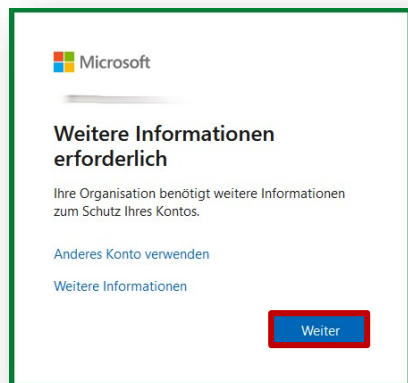 Microsoft
Weitere Informationen
erforderlich
Ihre Organisation benötigt weitere Informationen
zum Schutz Ihres Kontos.
Anderes Konto verwenden
Weitere Informationen
Weiter